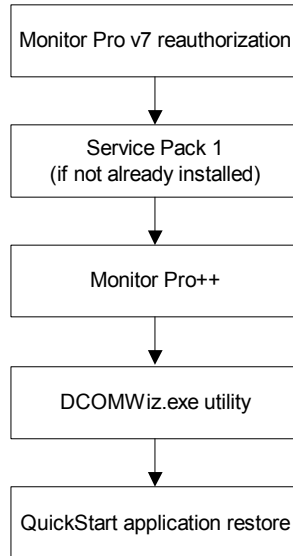 Monitor Pro v7 reauthorization
Service Pack 1
(if not already installed)
Monitor Pro++
DCOMWiz.exe utility
QuickStart application restore